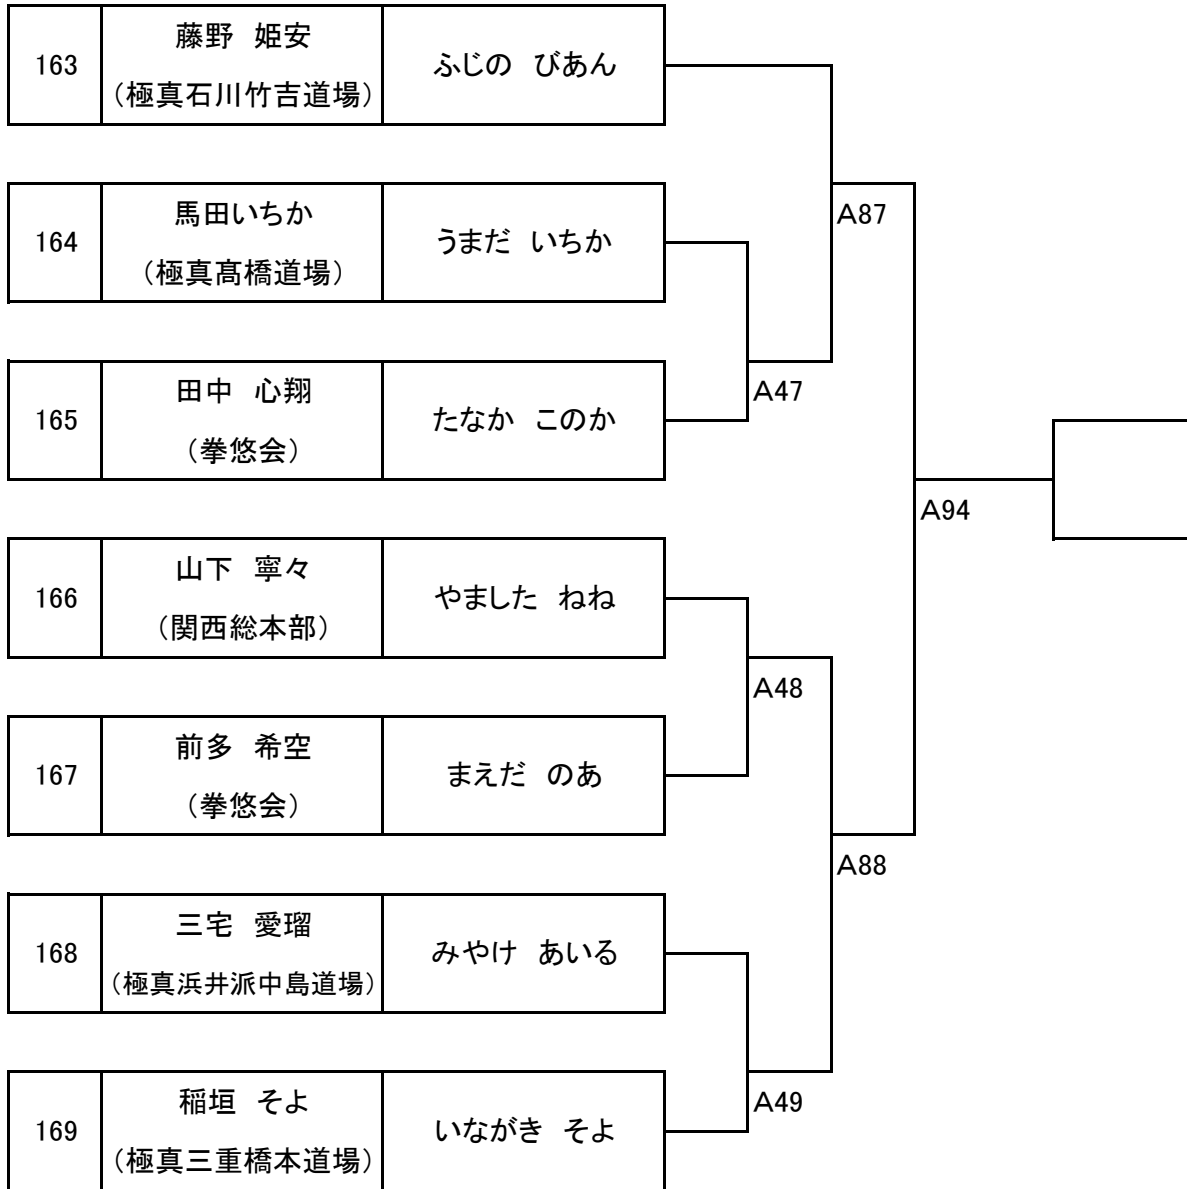 藤野　姫安
163
ふじの　びあん
（極真石川竹吉道場）
A87
馬田いちか
164
うまだ　いちか
（極真髙橋道場）
A47
田中　心翔
165
たなか　このか
（拳悠会）
A94
山下　寧々
166
やました　ねね
（関西総本部）
A48
前多　希空
167
まえだ　のあ
（拳悠会）
A88
三宅　愛瑠
168
みやけ　あいる
（極真浜井派中島道場）
A49
稲垣　そよ
169
いながき　そよ
（極真三重橋本道場）